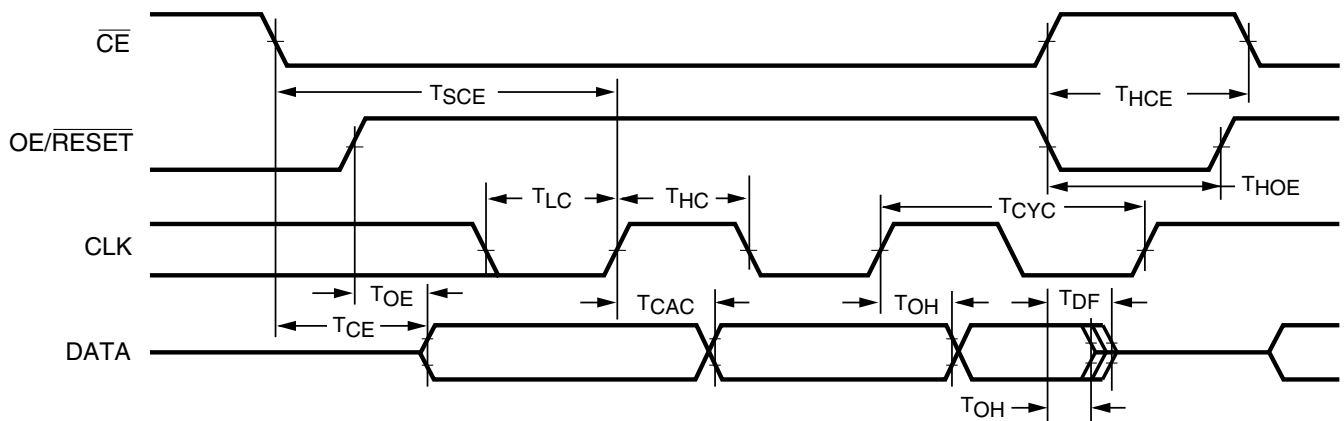 CE
TSCE
THCE
OE/RESET
THOE
TLC
THC
TCYC
CLK
TOE
TCAC
TOH
TDF
TCE
DATA
TOH